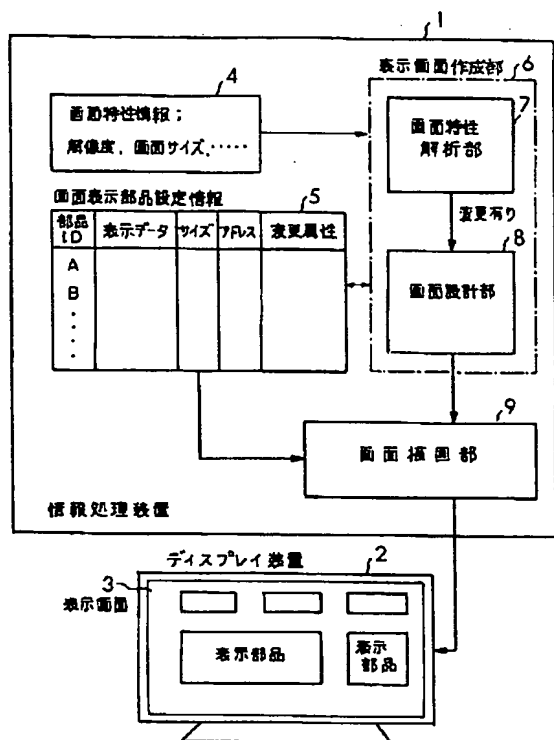 1
表示画面作成部 6
4
画面特性情報；
解像度、画面サイズ、・・・・・
7
画面特性
解析部
変更有り
画面表示部品設定情報
5
部品ID 表示データ サイズ アドレス 変更属性
A
B
・
・
・
・
8
画面設計部
9
画面描画部
情報処理装置
ディスプレイ装置
2
3
表示画面
表示部品
表示
部品